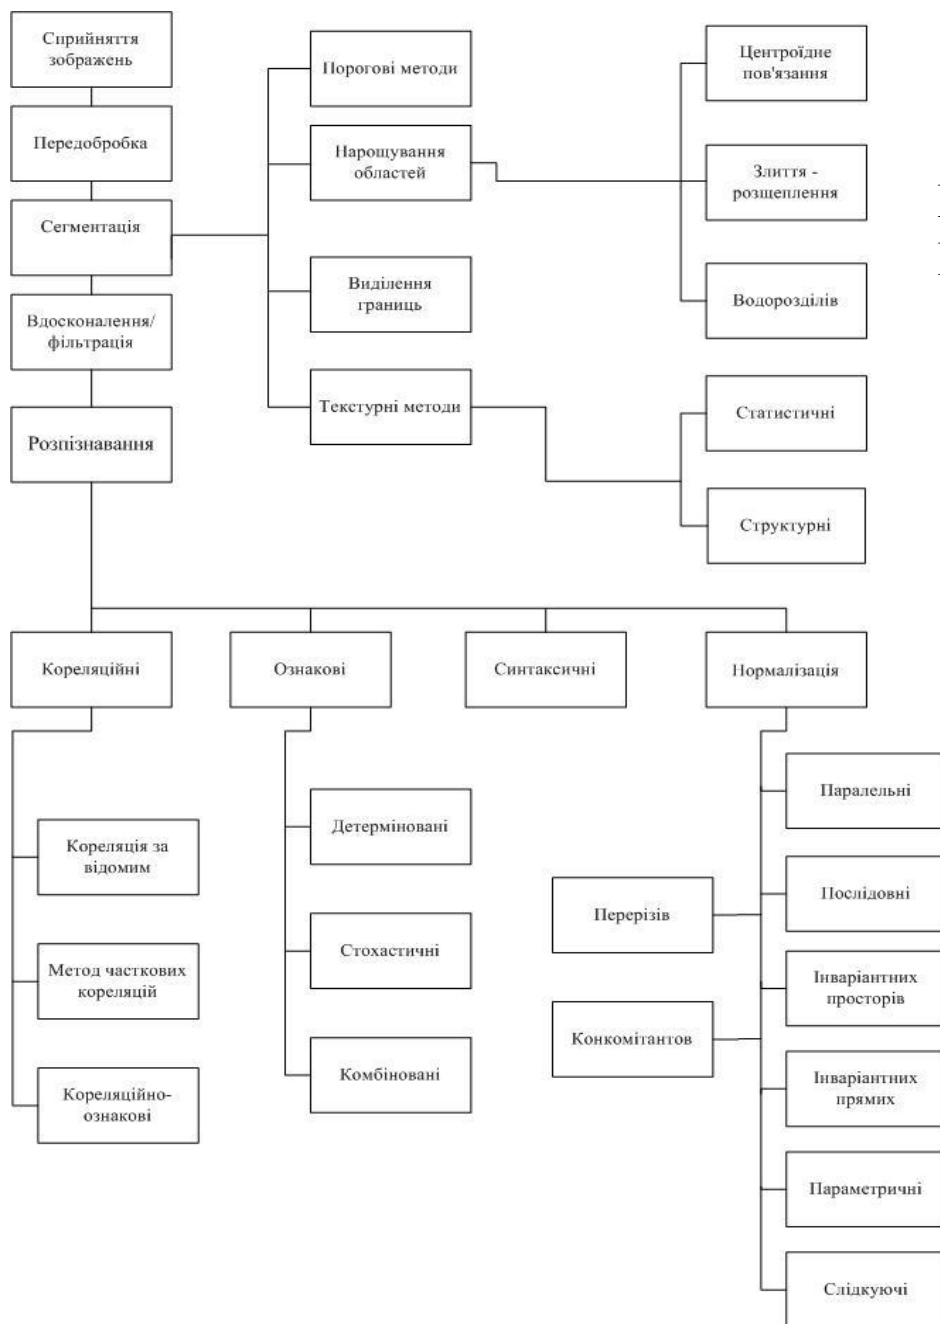 Сприйняття
зображень
Передобробка
Сегментація
Вдосконалення/
фільтрація
Розпізнавання
Порогові методи
Нарощування
областей
Виділення
границь
Текстурні методи
Центроїдне
пов'язання
Злиття -
розщеплення
Водорозділів
Статистичні
Структурні
Кореляційні
Ознакові
Синтаксичні
Нормалізація
Кореляція за
відомим
Метод часткових
кореляцій
Кореляційно-
ознакові
Детерміновані
Стохастичні
Комбіновані
Перерізів
Конкомітантов
Паралельні
Послідовні
Інваріантних
просторів
Інваріантних
прямих
Параметричні
Слідкуючі